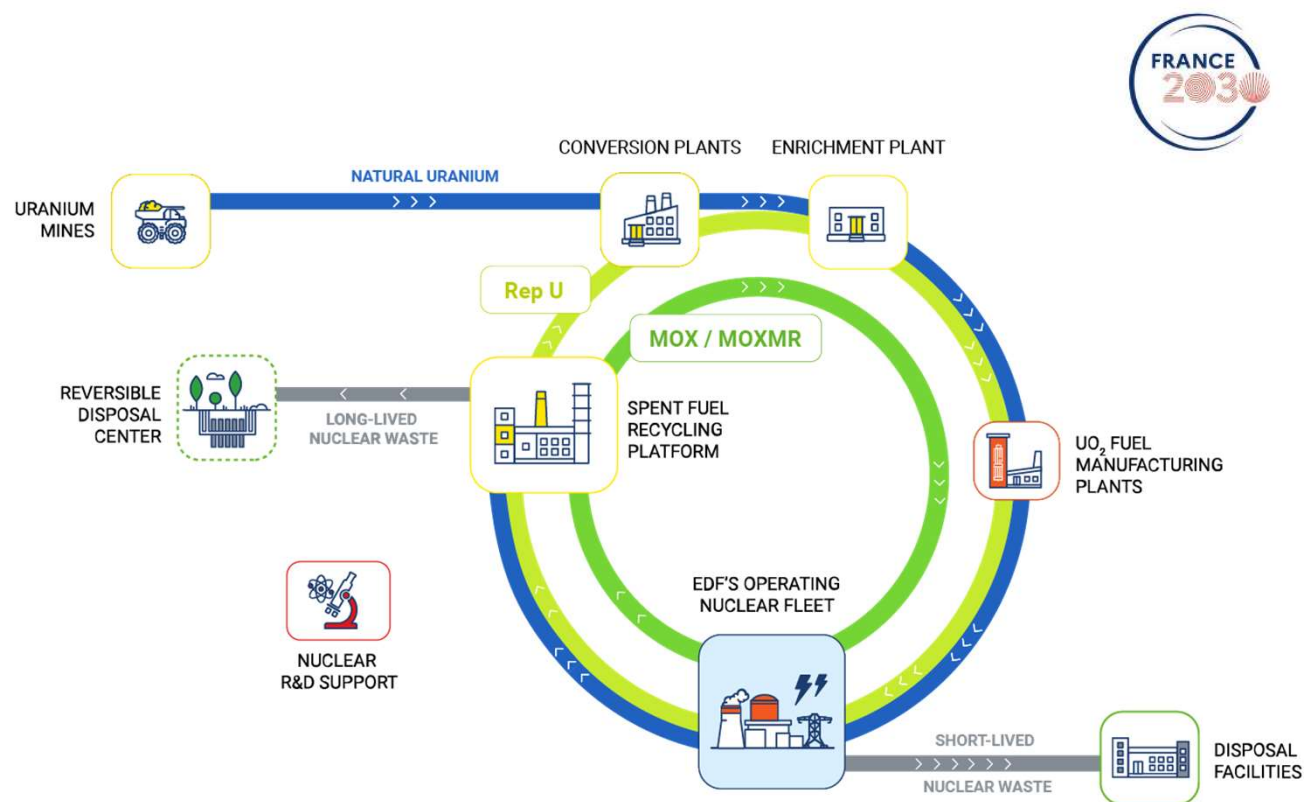 FRANCE
2030
CONVERSION PLANTS
ENRICHMENT PLANT
NATURAL URANIUM
URANIUM
MINES
Rep U
MOX / MOXMR
REVERSIBLE
DISPOSAL
CENTER
LONG-LIVED
NUCLEAR WASTE
SPENT FUEL
RECYCLING
PLATFORM
UO₂ FUEL
MANUFACTURING
PLANTS
EDF'S OPERATING
NUCLEAR FLEET
NUCLEAR
R&D SUPPORT
SHORT-LIVED
NUCLEAR WASTE
DISPOSAL
FACILITIES